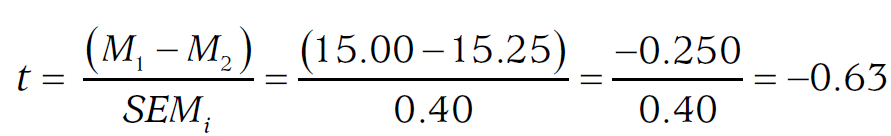 t = (M₁ − M₂) / SEMᵢ = (15.00 − 15.25) / 0.40 = −0.250 / 0.40 = −0.63